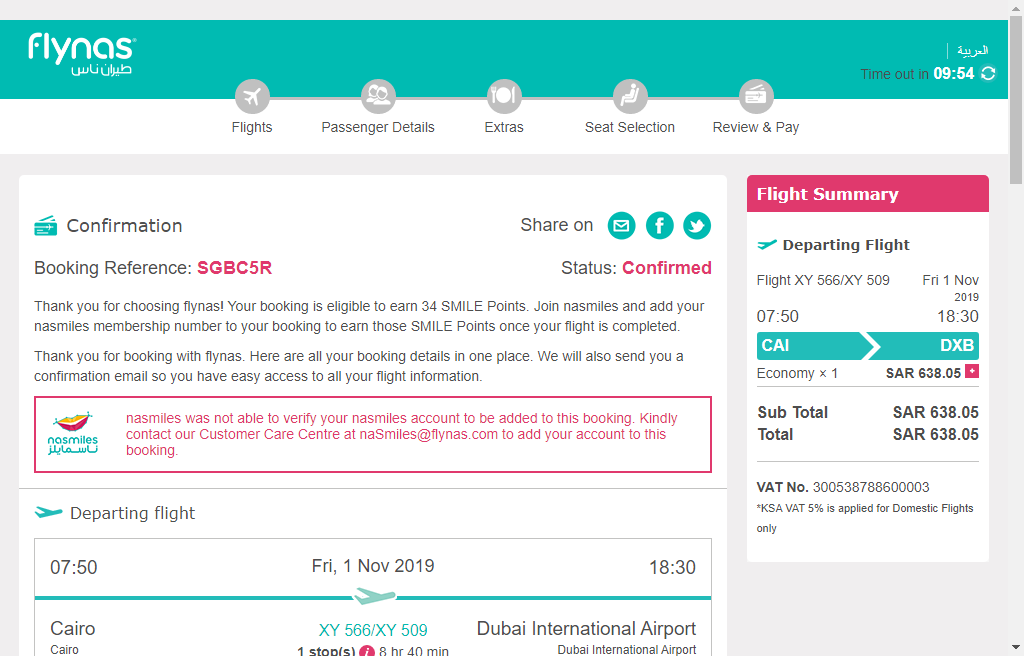 flynas
طيران ناس
العربية
Time out in 09:54
Flights
Passenger Details
Extras
Seat Selection
Review & Pay
Confirmation
Share on
Booking Reference: SGBC5R
Status: Confirmed
Thank you for choosing flynas! Your booking is eligible to earn 34 SMILE Points. Join nasmiles and add your
nasmiles membership number to your booking to earn those SMILE Points once your flight is completed.
Thank you for booking with flynas. Here are all your booking details in one place. We will also send you a
confirmation email so you have easy access to all your flight information.
nasmiles
ناسمايلز
nasmiles was not able to verify your nasmiles account to be added to this booking. Kindly
contact our Customer Care Centre at naSmiles@flynas.com to add your account to this
booking.
Departing flight
07:50
Fri, 1 Nov 2019
18:30
Cairo
XY 566/XY 509
Dubai International Airport
Cairo
1 stop(s) i 8 hr 40 min
Dubai International Airport
Flight Summary
Departing Flight
Flight XY 566/XY 509
Fri 1 Nov
2019
07:50
18:30
CAI
DXB
Economy × 1
SAR 638.05 +
Sub Total
SAR 638.05
Total
SAR 638.05
VAT No. 300538788600003
*KSA VAT 5% is applied for Domestic Flights
only